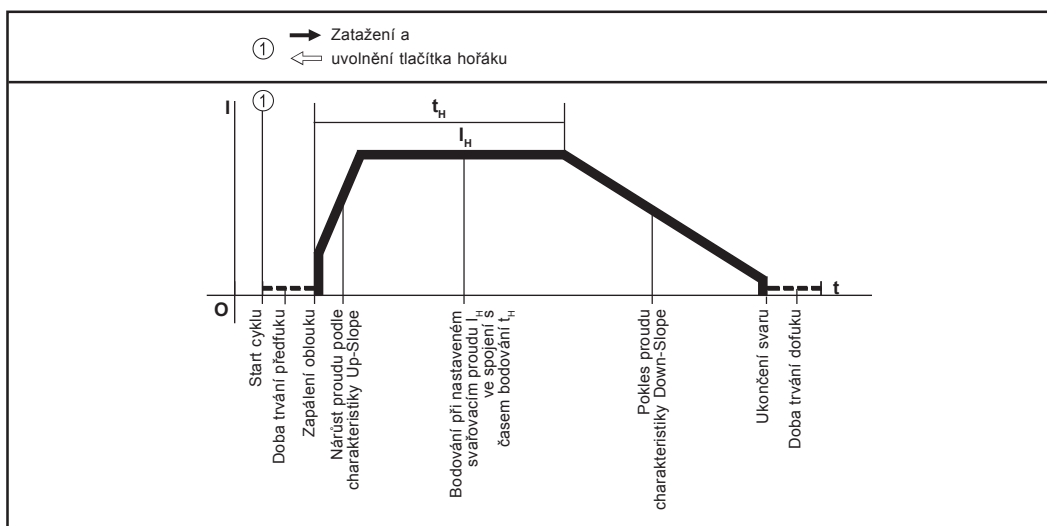 ① Zatažení a
uvolnění tlačítka hořáku
①
I
t_H
I_H
O
t
Start cyklu
Doba trvání předfuku
Zapálení oblouku
Nárůst proudu podle
charakteristiky Up-Slope
Bodování při nastaveném
svařovacím proudu I_H
ve spojení s
časem bodování t_H
Pokles proudu
charakteristiky Down-Slope
Ukončení svaru
Doba trvání dofuku